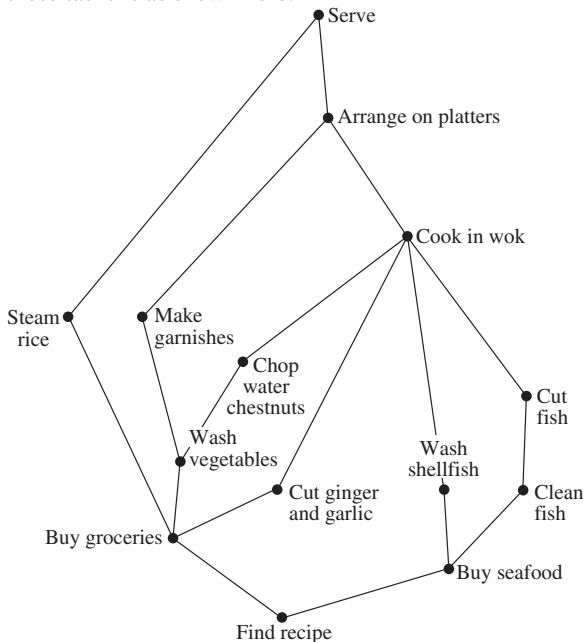 Serve
Arrange on platters
Cook in wok
Steam
rice
Make
garnishes
Chop
water
chestnuts
Cut
fish
Wash
vegetables
Wash
shellfish
Cut ginger
and garlic
Clean
fish
Buy groceries
Buy seafood
Find recipe